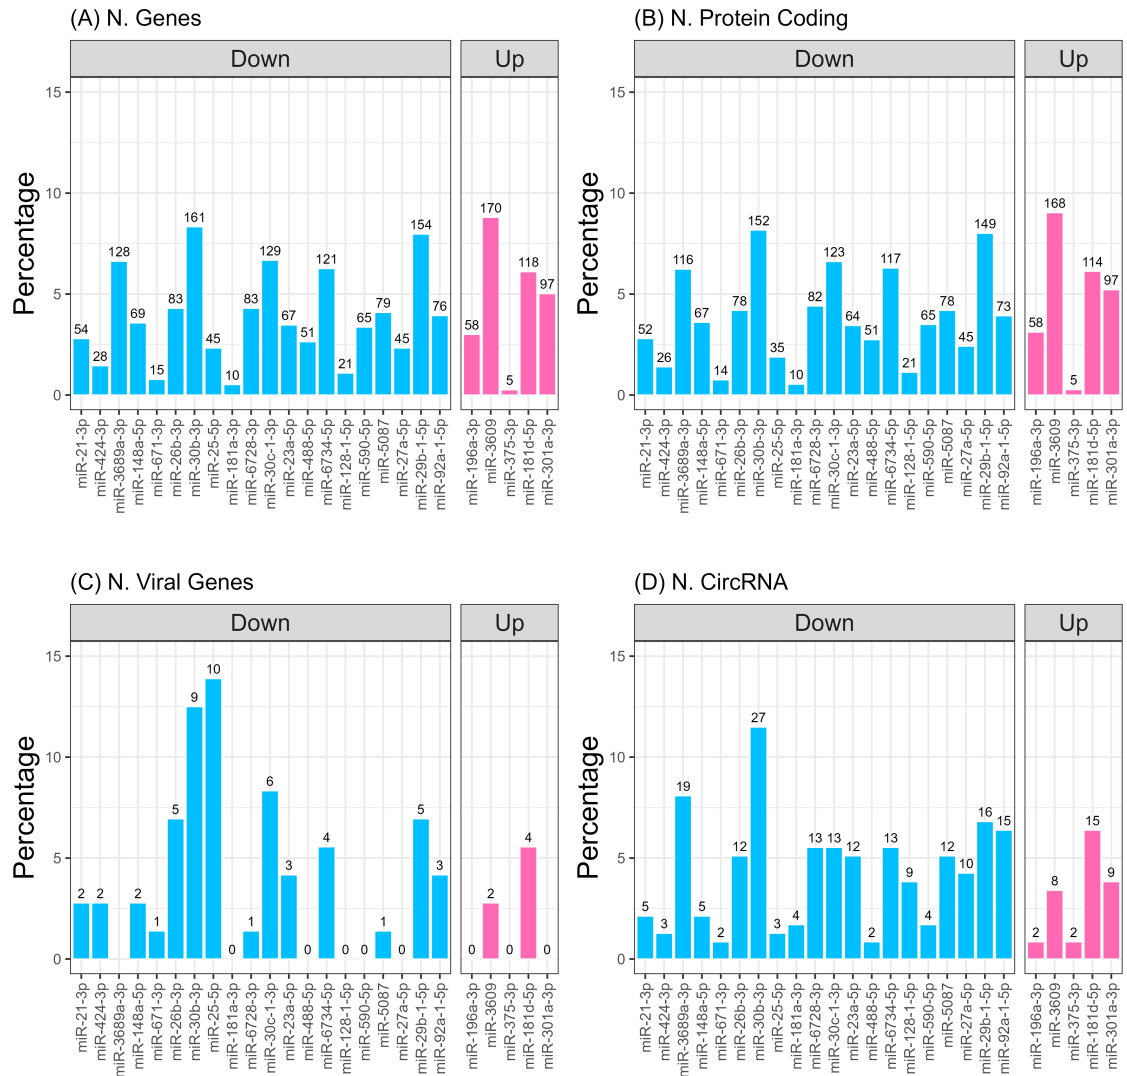 (A) N. Genes
Down
Up
Percentage
15
10
5
0
54
28
128
69
15
83
161
45
10
83
129
67
51
121
21
65
79
45
154
76
58
170
5
118
97
miR-21-3p
miR-424-3p
miR-3689a-3p
miR-148a-5p
miR-671-3p
miR-26b-3p
miR-30b-3p
miR-25-5p
miR-181a-3p
miR-6728-3p
miR-30c-1-3p
miR-23a-5p
miR-488-5p
miR-6734-5p
miR-128-1-5p
miR-590-5p
miR-5087
miR-27a-5p
miR-29b-1-5p
miR-92a-1-5p
miR-196a-3p
miR-3609
miR-375-3p
miR-181d-5p
miR-301a-3p
(B) N. Protein Coding
Down
Up
Percentage
15
10
5
0
52
26
116
67
14
78
152
35
10
82
123
64
51
117
21
65
78
45
149
73
58
168
5
114
97
miR-21-3p
miR-424-3p
miR-3689a-3p
miR-148a-5p
miR-671-3p
miR-26b-3p
miR-30b-3p
miR-25-5p
miR-181a-3p
miR-6728-3p
miR-30c-1-3p
miR-23a-5p
miR-488-5p
miR-6734-5p
miR-128-1-5p
miR-590-5p
miR-5087
miR-27a-5p
miR-29b-1-5p
miR-92a-1-5p
miR-196a-3p
miR-3609
miR-375-3p
miR-181d-5p
miR-301a-3p
(C) N. Viral Genes
Down
Up
Percentage
15
10
5
0
2
2
2
1
5
9
10
0
1
6
3
0
4
0
0
1
0
5
3
0
2
0
4
0
miR-21-3p
miR-424-3p
miR-3689a-3p
miR-148a-5p
miR-671-3p
miR-26b-3p
miR-30b-3p
miR-25-5p
miR-181a-3p
miR-6728-3p
miR-30c-1-3p
miR-23a-5p
miR-488-5p
miR-6734-5p
miR-128-1-5p
miR-590-5p
miR-5087
miR-27a-5p
miR-29b-1-5p
miR-92a-1-5p
miR-196a-3p
miR-3609
miR-375-3p
miR-181d-5p
miR-301a-3p
(D) N. CircRNA
Down
Up
Percentage
15
10
5
0
5
3
19
5
2
12
27
3
4
13
13
12
2
13
9
4
12
10
16
15
2
8
2
15
9
miR-21-3p
miR-424-3p
miR-3689a-3p
miR-148a-5p
miR-671-3p
miR-26b-3p
miR-30b-3p
miR-25-5p
miR-181a-3p
miR-6728-3p
miR-30c-1-3p
miR-23a-5p
miR-488-5p
miR-6734-5p
miR-128-1-5p
miR-590-5p
miR-5087
miR-27a-5p
miR-29b-1-5p
miR-92a-1-5p
miR-196a-3p
miR-3609
miR-375-3p
miR-181d-5p
miR-301a-3p